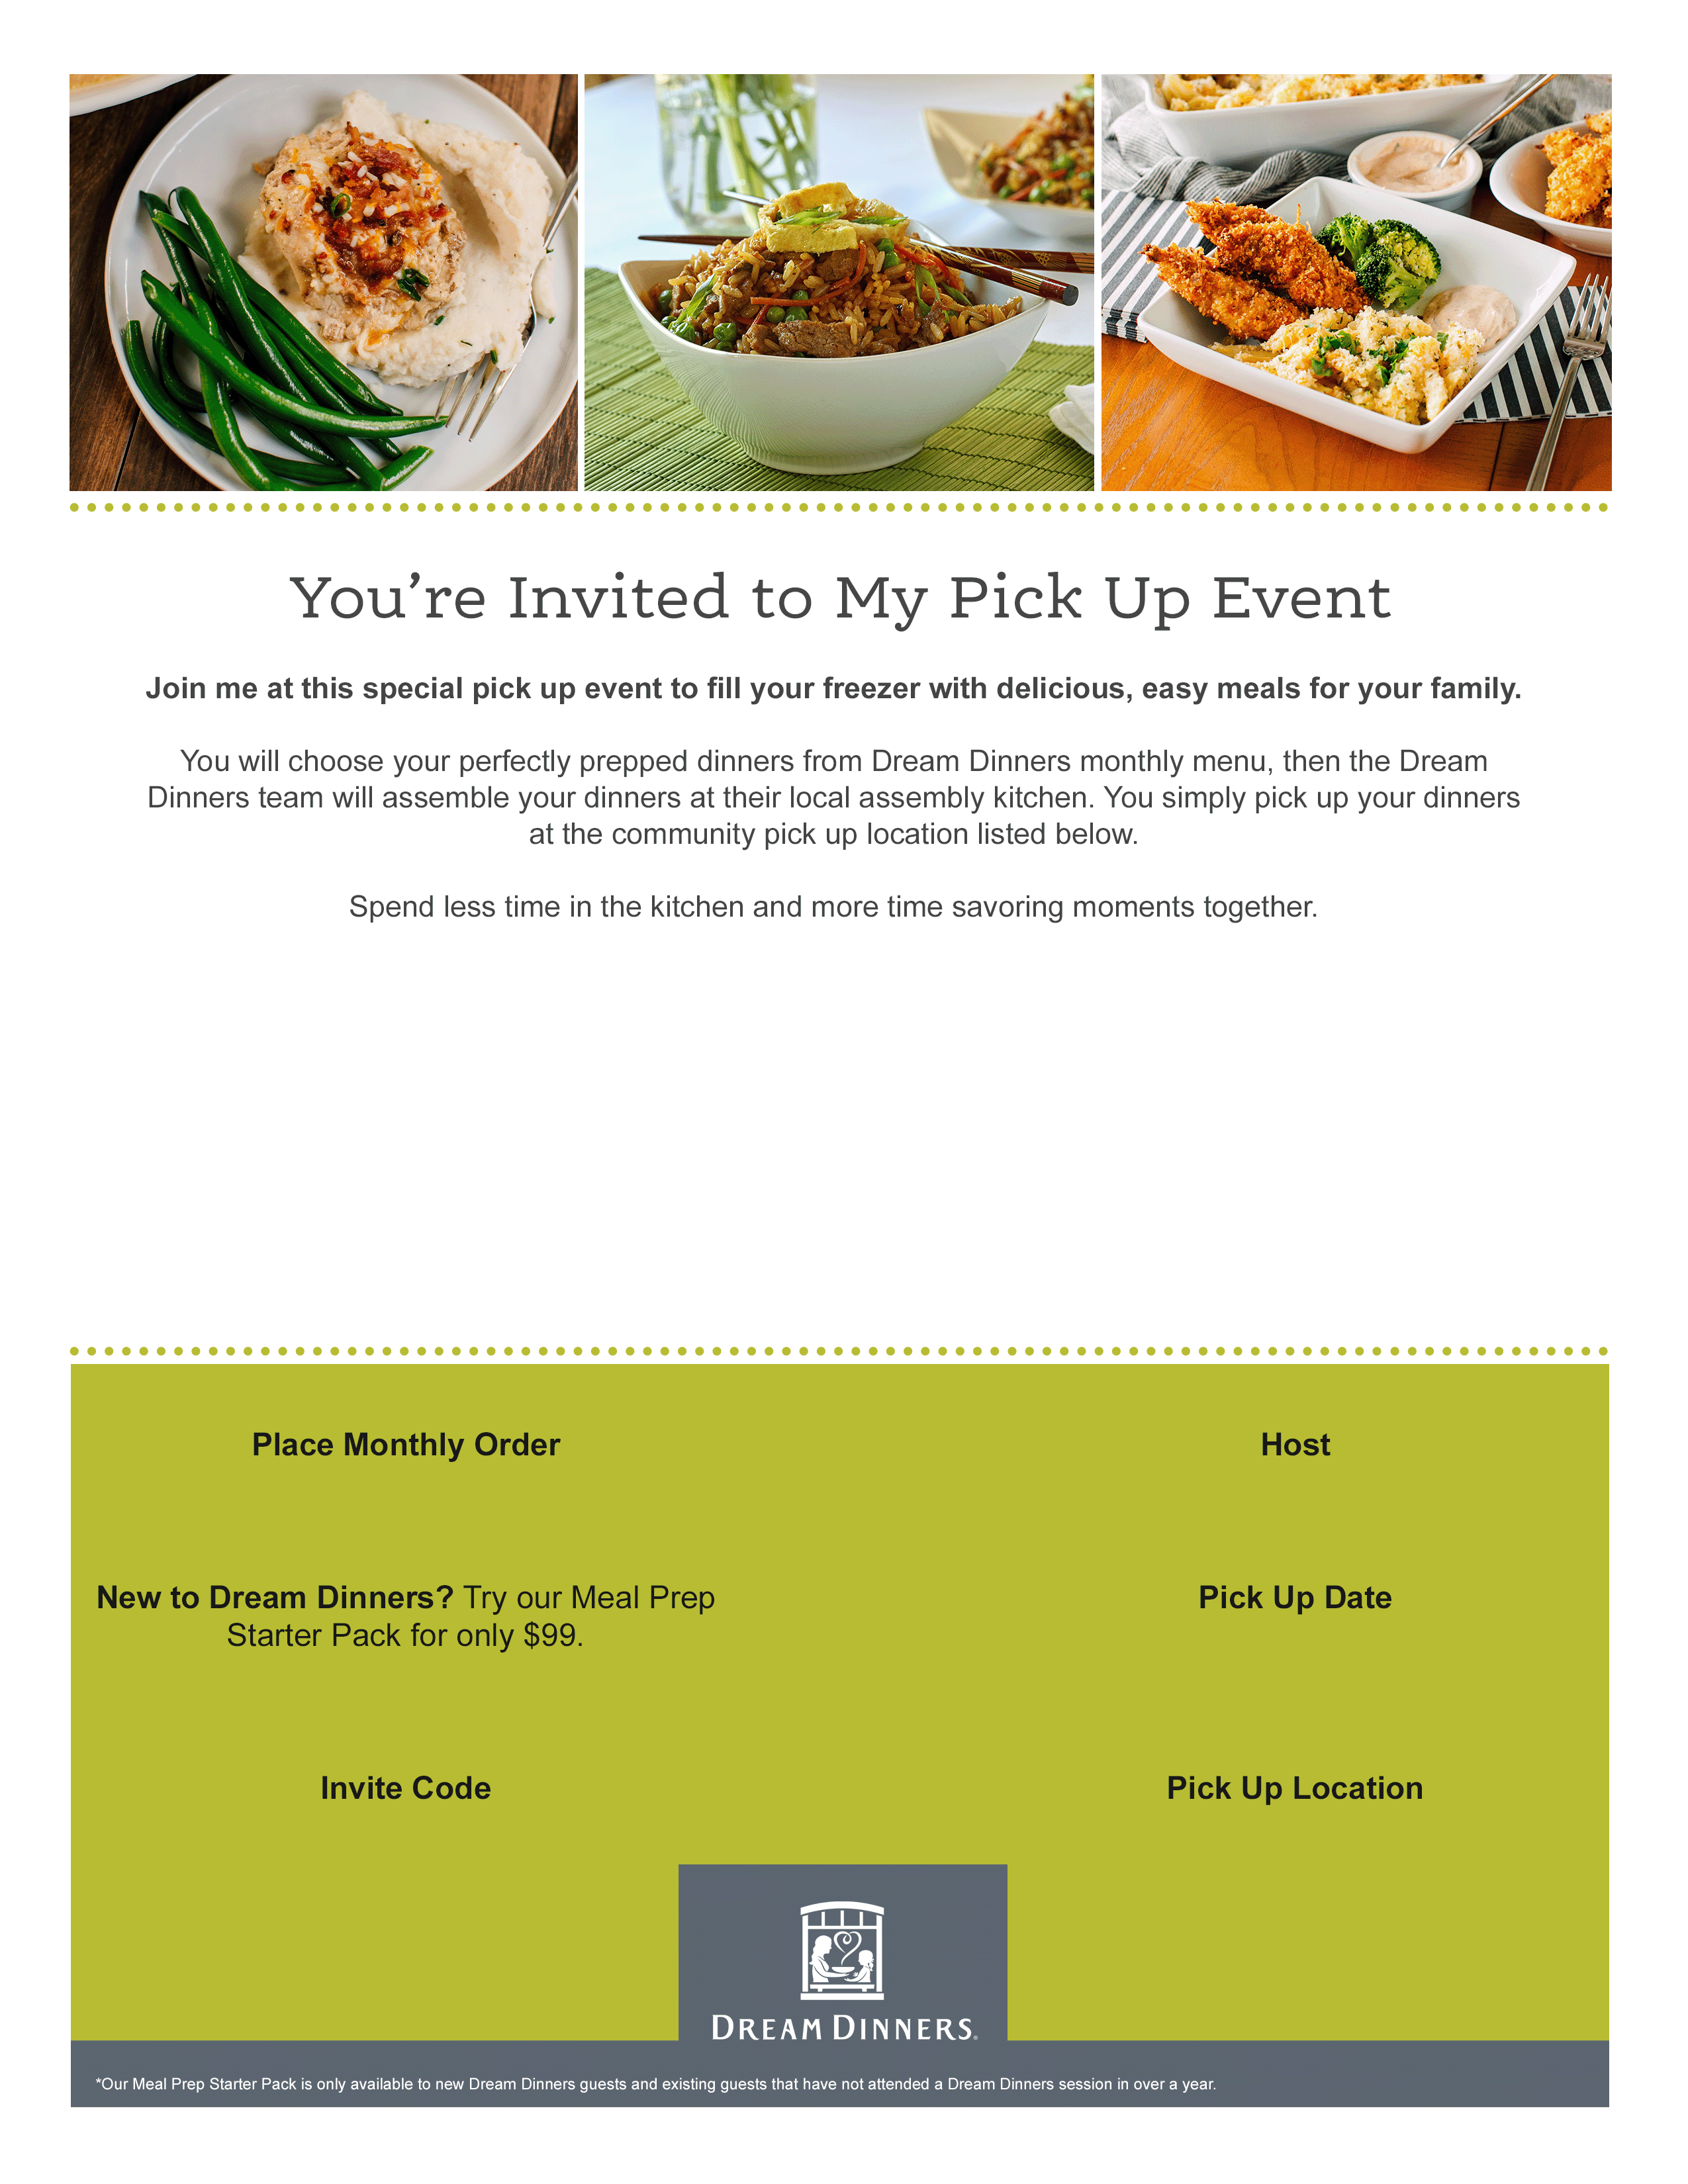 You’re Invited to My Pick Up Event
Join me at this special pick up event to fill your freezer with delicious, easy meals for your family.
You will choose your perfectly prepped dinners from Dream Dinners monthly menu, then the Dream
Dinners team will assemble your dinners at their local assembly kitchen. You simply pick up your dinners
at the community pick up location listed below.
Spend less time in the kitchen and more time savoring moments together.
Place Monthly Order
Host
New to Dream Dinners? Try our Meal Prep
Starter Pack for only $99.
Pick Up Date
Invite Code
Pick Up Location
DREAM DINNERS®
*Our Meal Prep Starter Pack is only available to new Dream Dinners guests and existing guests that have not attended a Dream Dinners session in over a year.